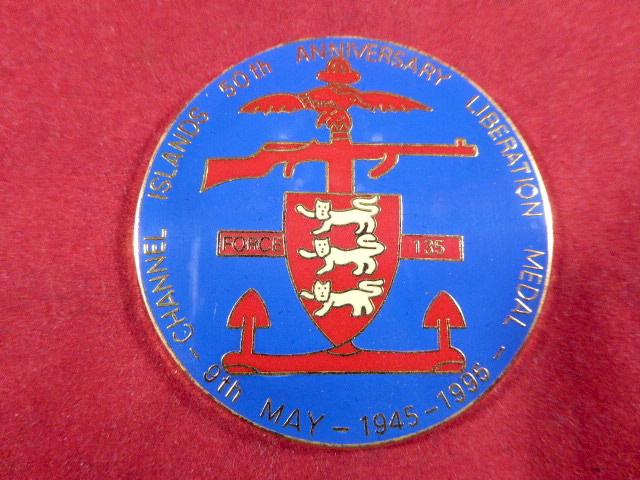 - CHANNEL ISLANDS 50th ANNIVERSARY LIBERATION MEDAL -
9th MAY - 1945 - 1995
FORCE 135